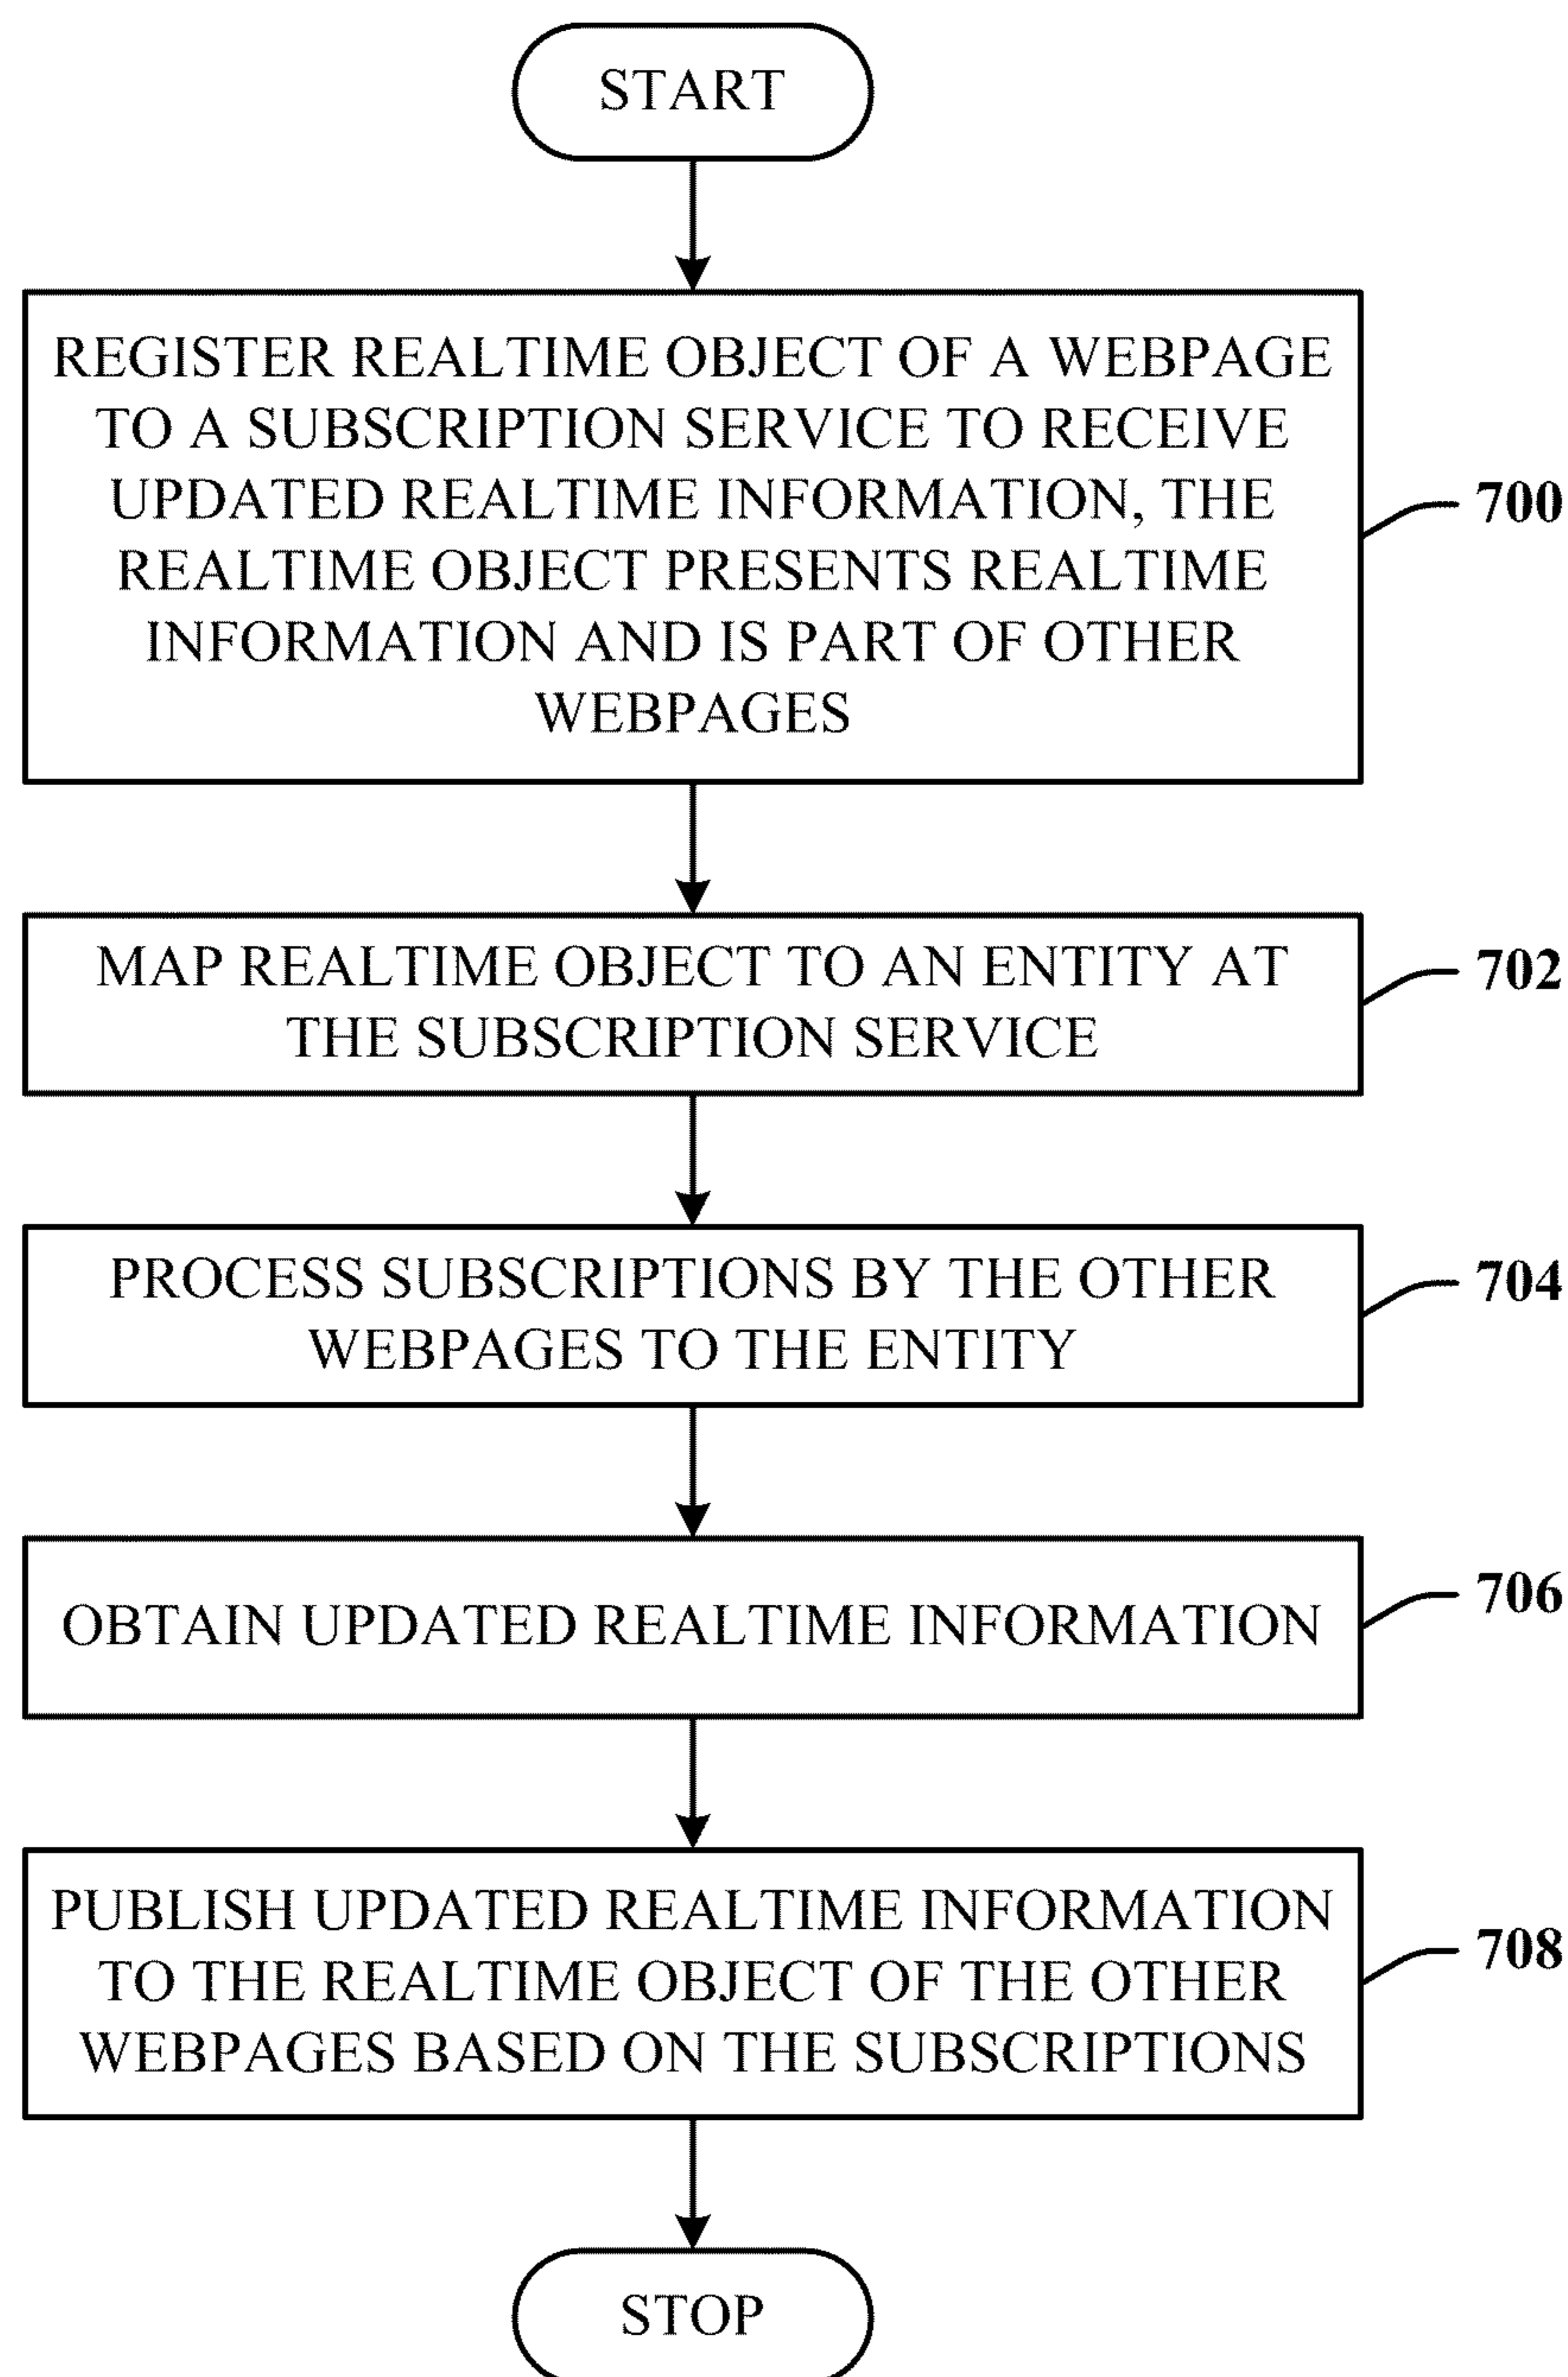 START
REGISTER REALTIME OBJECT OF A WEBPAGE
TO A SUBSCRIPTION SERVICE TO RECEIVE
UPDATED REALTIME INFORMATION, THE
REALTIME OBJECT PRESENTS REALTIME
INFORMATION AND IS PART OF OTHER
WEBPAGES
700
MAP REALTIME OBJECT TO AN ENTITY AT
THE SUBSCRIPTION SERVICE
702
PROCESS SUBSCRIPTIONS BY THE OTHER
WEBPAGES TO THE ENTITY
704
OBTAIN UPDATED REALTIME INFORMATION
706
PUBLISH UPDATED REALTIME INFORMATION
TO THE REALTIME OBJECT OF THE OTHER
WEBPAGES BASED ON THE SUBSCRIPTIONS
708
STOP